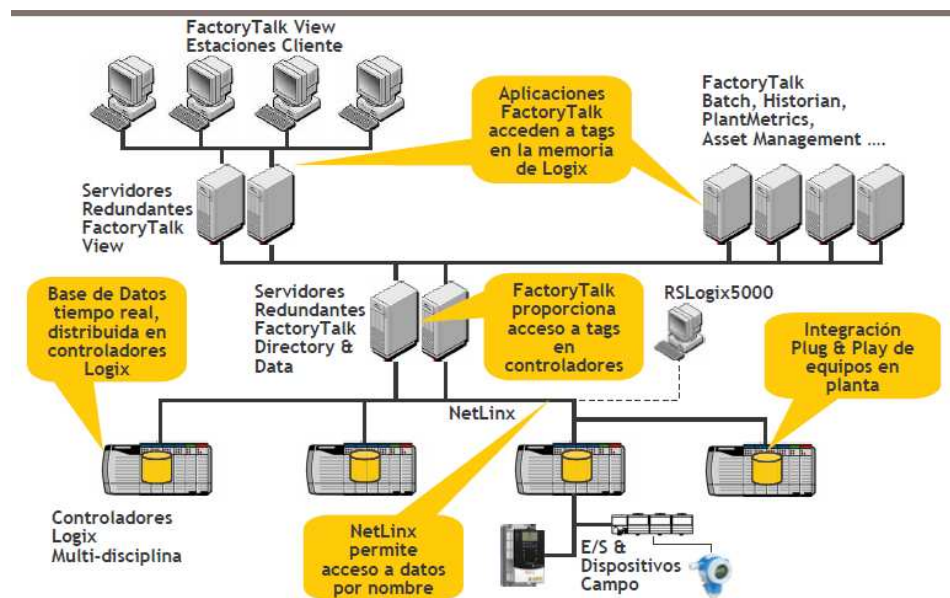 FactoryTalk View
Estaciones Cliente
Aplicaciones
FactoryTalk
acceden a tags
en la memoria
de Logix
FactoryTalk
Batch, Historian,
PlantMetrics,
Asset Management ....
Servidores
Redundantes
FactoryTalk
View
Base de Datos
tiempo real,
distribuida en
controladores
Logix
Servidores
Redundantes
FactoryTalk
Directory &
Data
FactoryTalk
proporciona
acceso a tags
en
controladores
RSLogix5000
Integración
Plug & Play de
equipos en
planta
NetLinx
Controladores
Logix
Multi-disciplina
NetLinx
permite
acceso a datos
por nombre
E/S &
Dispositivos
Campo